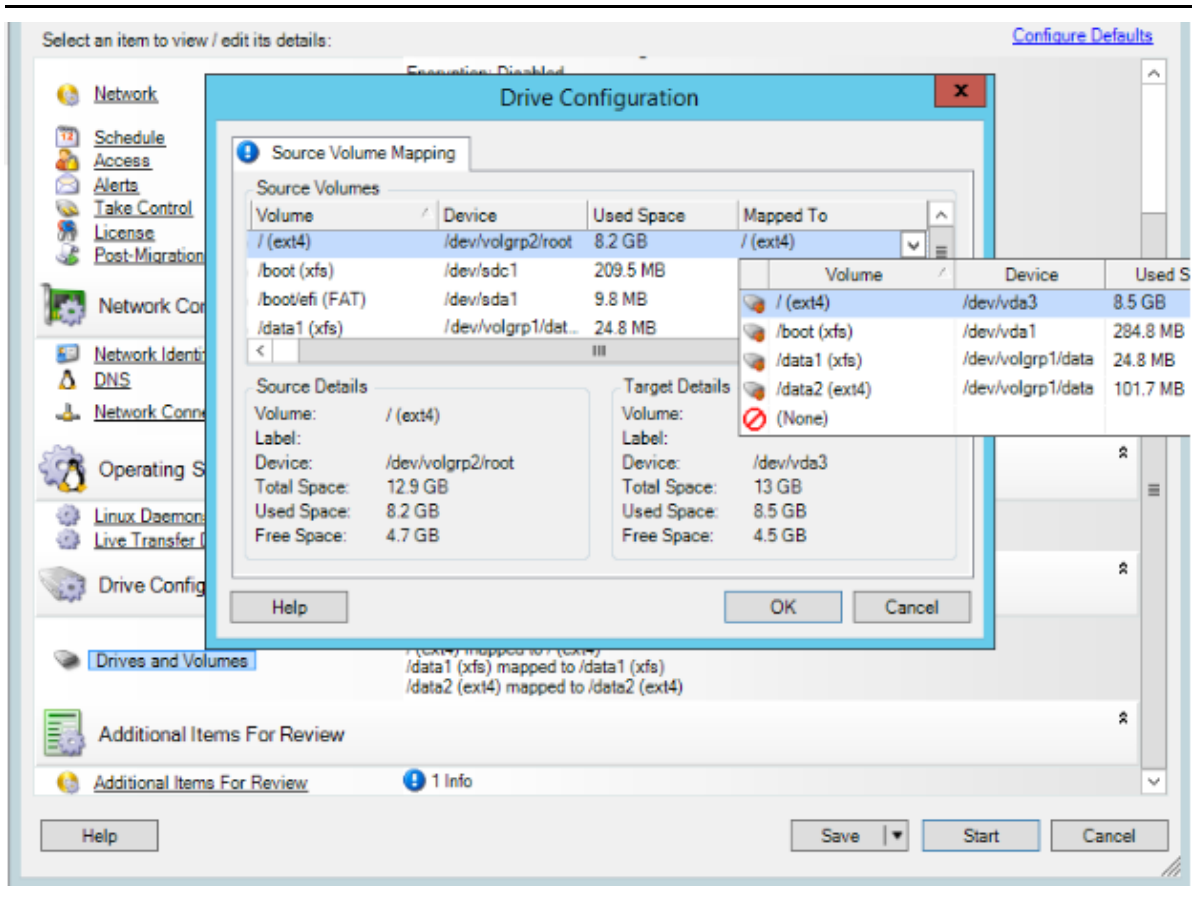 Select an item to view / edit its details:
Configure Defaults
Encryption: Disabled
Network
Schedule
Access
Alerts
Take Control
License
Post-Migration
Network Cor
Network Identi
DNS
Network Conne
Operating S
Linux Daemon
Live Transfer
Drive Config
Drive Configuration
x
Source Volume Mapping
Source Volumes
Volume Device Used Space Mapped To
/ (ext4) /dev/volgrp2/root 8.2 GB / (ext4)
/boot (xfs) /dev/sdc1 209.5 MB
/boot/efi (FAT) /dev/sda1 9.8 MB
/data1 (xfs) /dev/volgrp1/dat... 24.8 MB
Volume Device Used S
/ (ext4) /dev/vda3 8.5 GB
/boot (xfs) /dev/vda1 284.8 MB
/data1 (xfs) /dev/volgrp1/data 24.8 MB
/data2 (ext4) /dev/volgrp1/data 101.7 MB
(None)
Source Details
Volume: / (ext4)
Label:
Device: /dev/volgrp2/root
Total Space: 12.9 GB
Used Space: 8.2 GB
Free Space: 4.7 GB
Target Details
Volume:
Label:
Device: /dev/vda3
Total Space: 13 GB
Used Space: 8.5 GB
Free Space: 4.5 GB
Help OK Cancel
Drives and Volumes
/ (ext4) mapped to / (ext4)
/data1 (xfs) mapped to /data1 (xfs)
/data2 (ext4) mapped to /data2 (ext4)
Additional Items For Review
Additional Items For Review 1 Info
Help Save Start Cancel